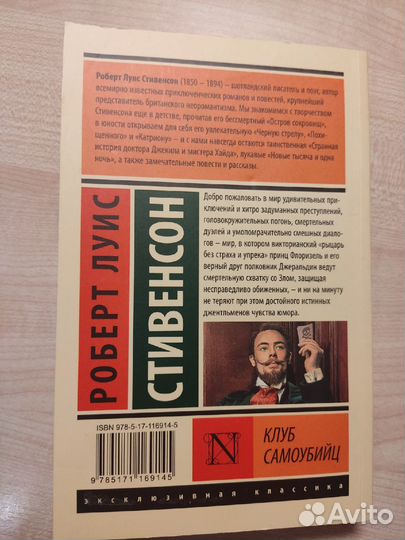 Роберт Луис Стивенсон (1850 – 1894) – шотландский писатель и поэт, автор
всемирно известных приключенческих романов и повестей, крупнейший
представитель британского неоромантизма. Мы знакомимся с творчеством
Стивенсона еще в детстве, прочитав его бессмертный «Остров сокровищ»,
в юности открываем для себя его увлекательную «Черную стрелу», «Похи-
щенного» и «Катриону» – и с нами навсегда остаются таинственная «Странная
история доктора Джекила и мистера Хайда», лукавые «Новые тысяча и одна
ночь», а также замечательные повести и рассказы.
РОБЕРТ ЛУИС
СТИВЕНСОН
Добро пожаловать в мир удивительных при-
ключений и хитро задуманных преступлений,
головокружительных погонь, смертельных
дуэлей и умопомрачительно смешных диало-
гов – мир, в котором викторианский «рыцарь
без страха и упрека» принц Флоризель и его
верный друг полковник Джеральдин ведут
смертельную схватку со Злом, защищая
несправедливо обиженных, – и ни на минуту
не теряют при этом достойного истинных
джентльменов чувства юмора.
ISBN 978-5-17-116914-5
9 785171 169145
N
КЛУБ
САМОУБИЙЦ
эксклюзивная классика
Avito